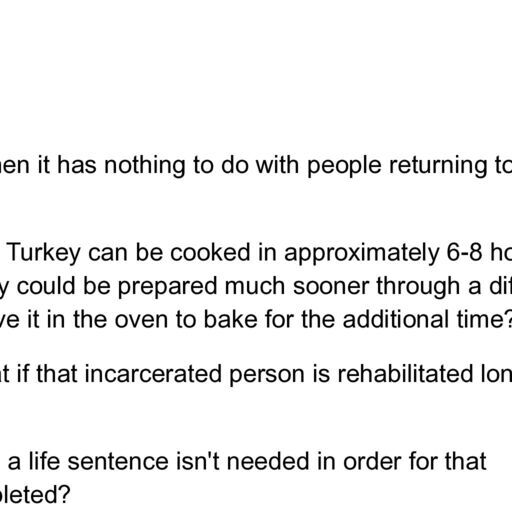 en it has nothing to do with people returning to
Turkey can be cooked in approximately 6-8 ho
y could be prepared much sooner through a dif
ve it in the oven to bake for the additional time?
t if that incarcerated person is rehabilitated lon
a life sentence isn't needed in order for that
leted?